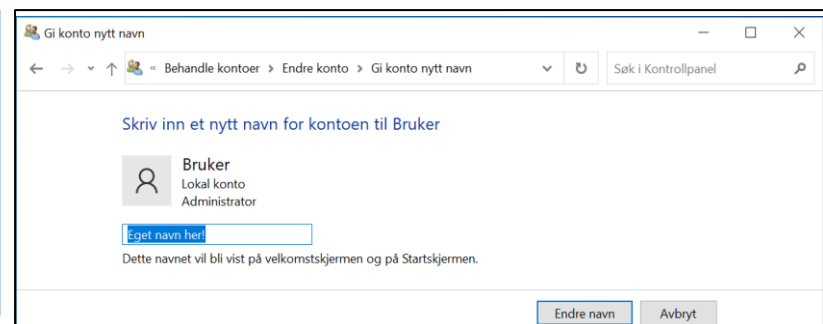 Gi konto nytt navn
« Behandle kontoer > Endre konto > Gi konto nytt navn
Søk i Kontrollpanel
Skriv inn et nytt navn for kontoen til Bruker
Bruker
Lokal konto
Administrator
Eget navn her!
Dette navnet vil bli vist på velkomstskjermen og på Startskjermen.
Endre navn
Avbryt